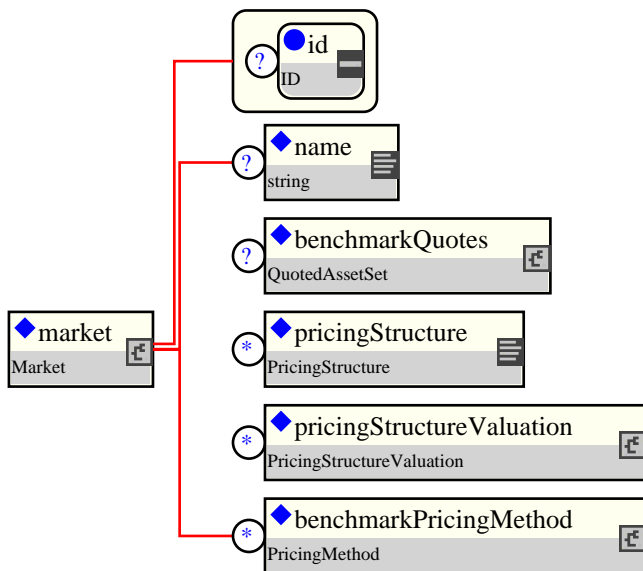 ? id
ID
? name
string
? benchmarkQuotes
QuotedAssetSet
market
Market
* pricingStructure
PricingStructure
* pricingStructureValuation
PricingStructureValuation
* benchmarkPricingMethod
PricingMethod